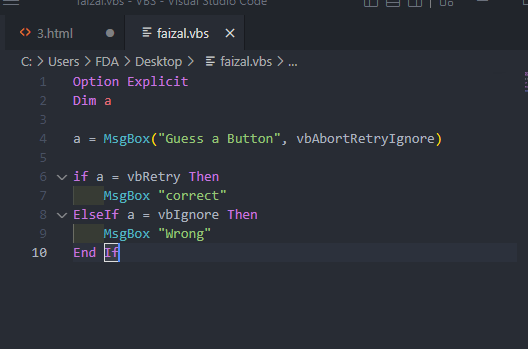 faizal.vbs - VB3 - Visual Studio Code
<> 3.html faizal.vbs ×
C: > Users > FDA > Desktop > faizal.vbs > ...
1 Option Explicit
2 Dim a
3
4 a = MsgBox("Guess a Button", vbAbortRetryIgnore)
5
6 if a = vbRetry Then
7 MsgBox "correct"
8 ElseIf a = vbIgnore Then
9 MsgBox "Wrong"
10 End If